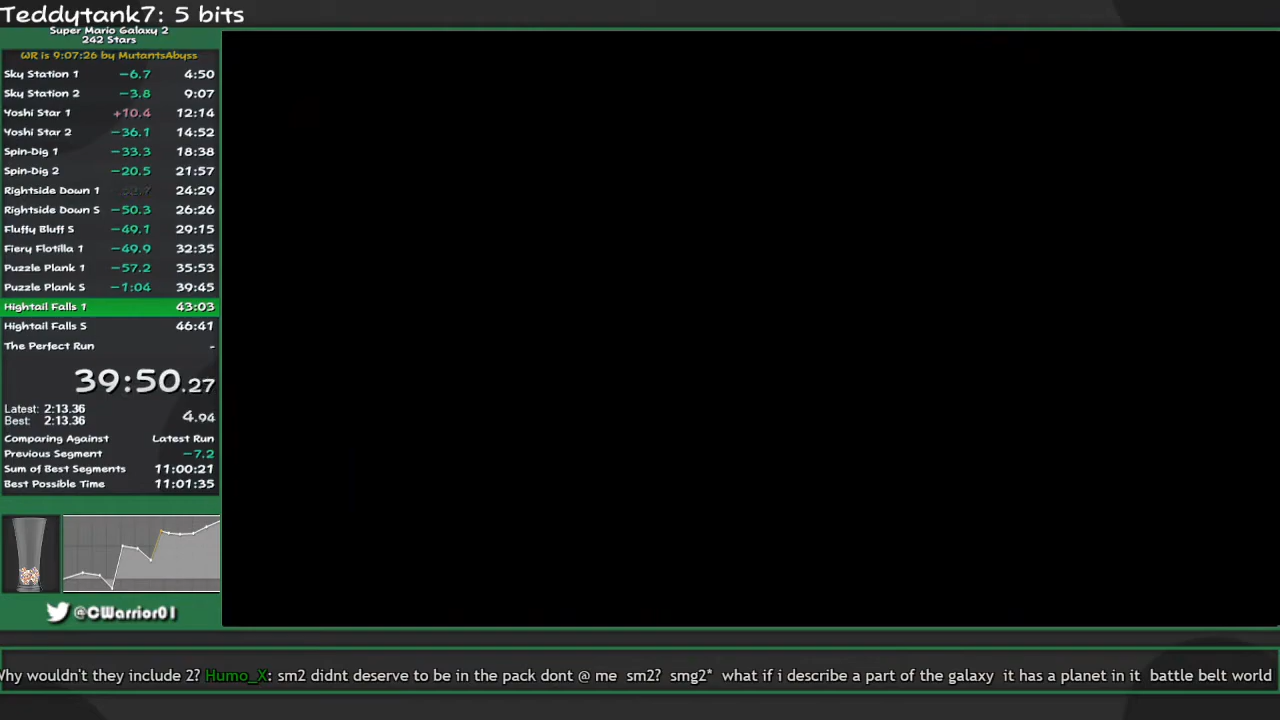 Teddytank7: 5 bits
Super Mario Galaxy 2
242 Stars
WR is 9:07:26 by MutantsAbyss
Sky Station 1 −6.7 4:50
Sky Station 2 −3.8 9:07
Yoshi Star 1 +10.4 12:14
Yoshi Star 2 −36.1 14:52
Spin-Dig 1 −33.3 18:38
Spin-Dig 2 −20.5 21:57
Rightside Down 1 24:29
Rightside Down S −50.3 26:26
Fluffy Bluff S −49.1 29:15
Fiery Flotilla 1 −49.9 32:35
Puzzle Plank 1 −57.2 35:53
Puzzle Plank S −1:04 39:45
Hightail Falls 1 43:03
Hightail Falls S 46:41
The Perfect Run -
39:50.27
Latest: 2:13.36
Best: 2:13.36
4.94
Comparing Against Latest Run
Previous Segment −7.2
Sum of Best Segments 11:00:21
Best Possible Time 11:01:35
@CWarrior01
Why wouldn't they include 2? Humo_X: sm2 didnt deserve to be in the pack dont @ me sm2? smg2* what if i describe a part of the galaxy it has a planet in it battle belt world